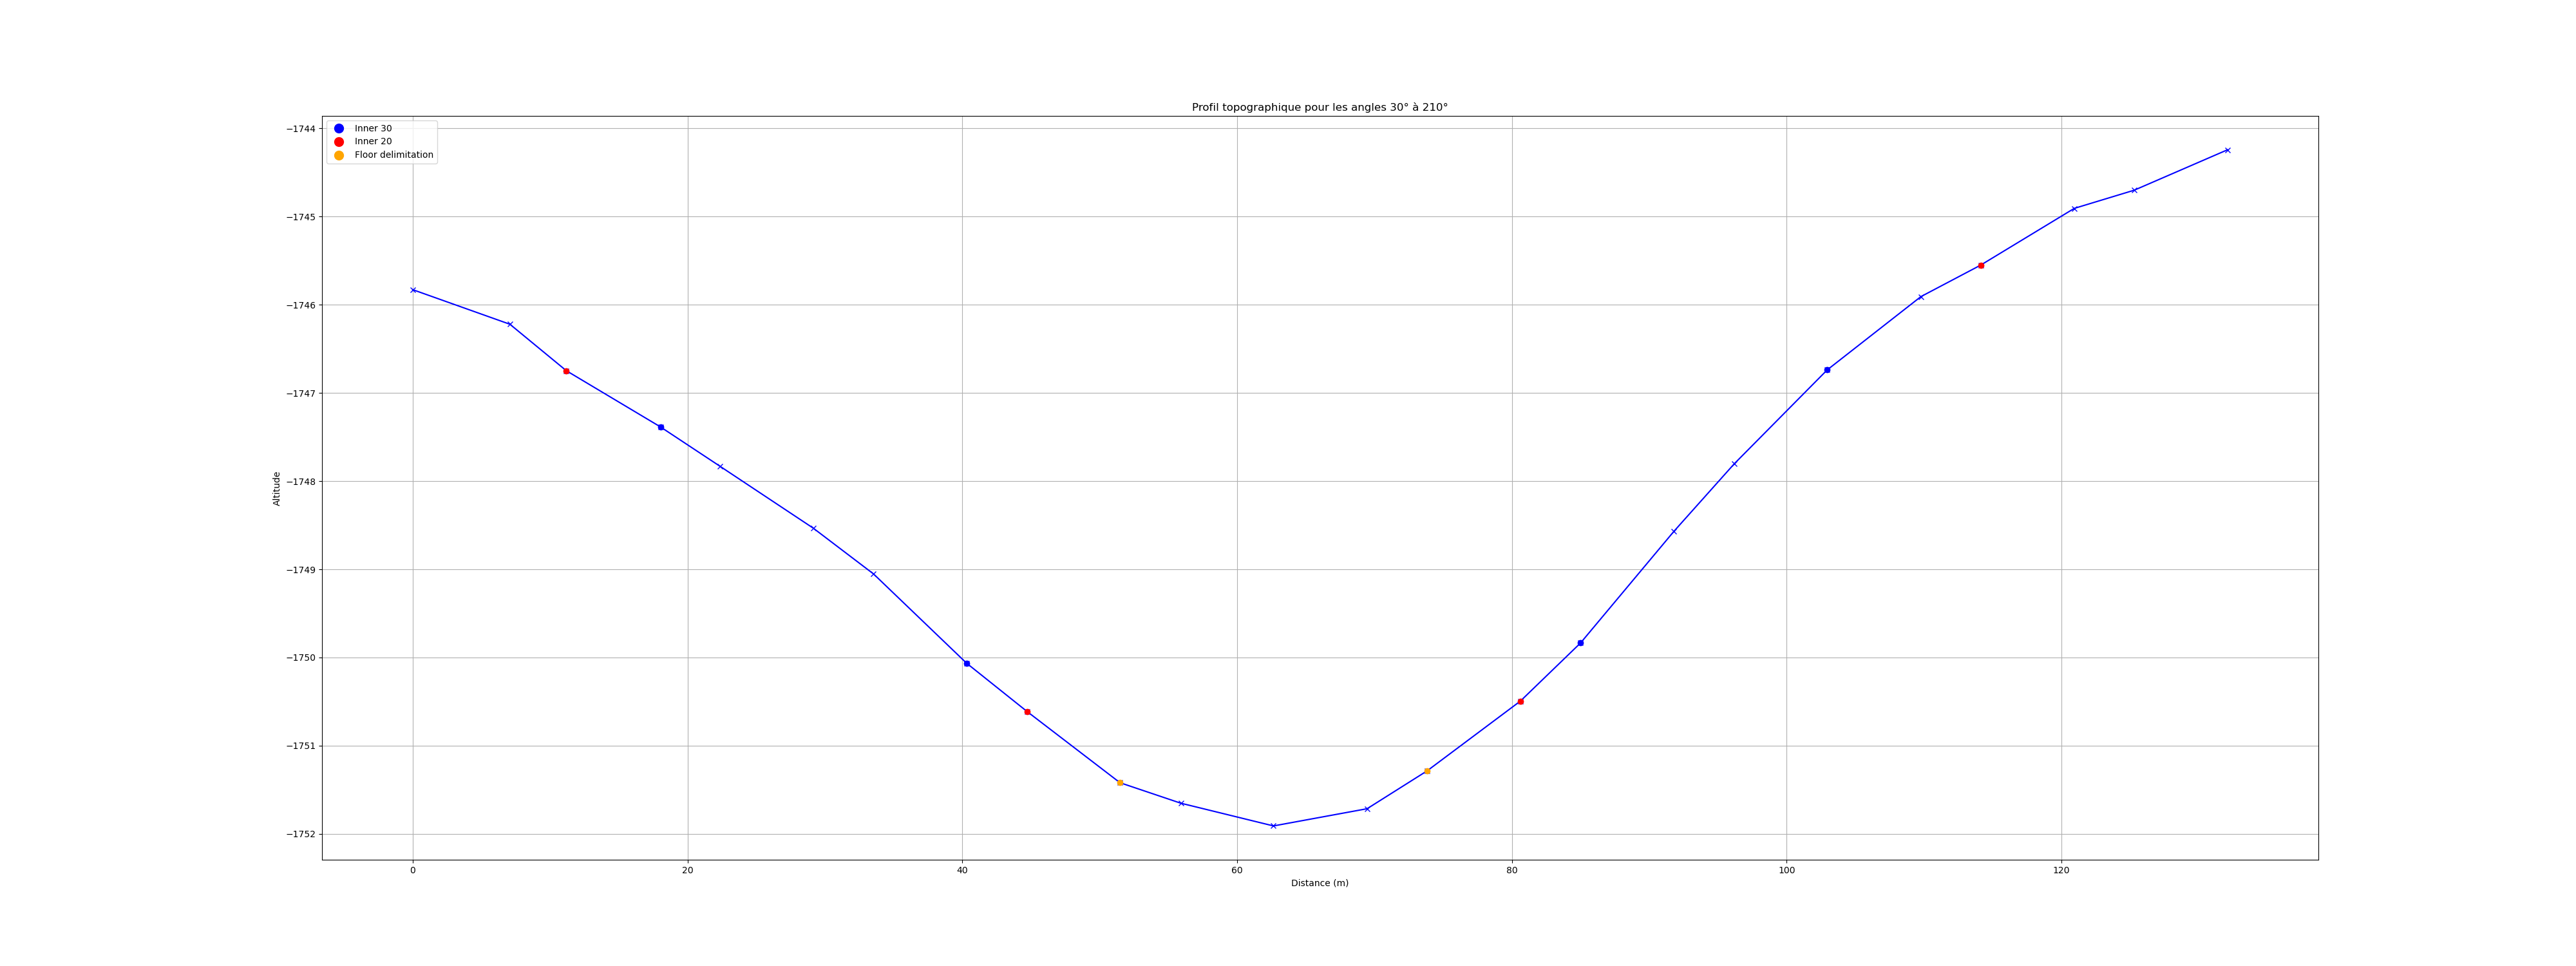 Profil topographique pour les angles 30° à 210°
Inner 30
Inner 20
Floor delimitation
−1744
−1745
−1746
−1747
−1748
−1749
−1750
−1751
−1752
Altitude
0 20 40 60 80 100 120
Distance (m)